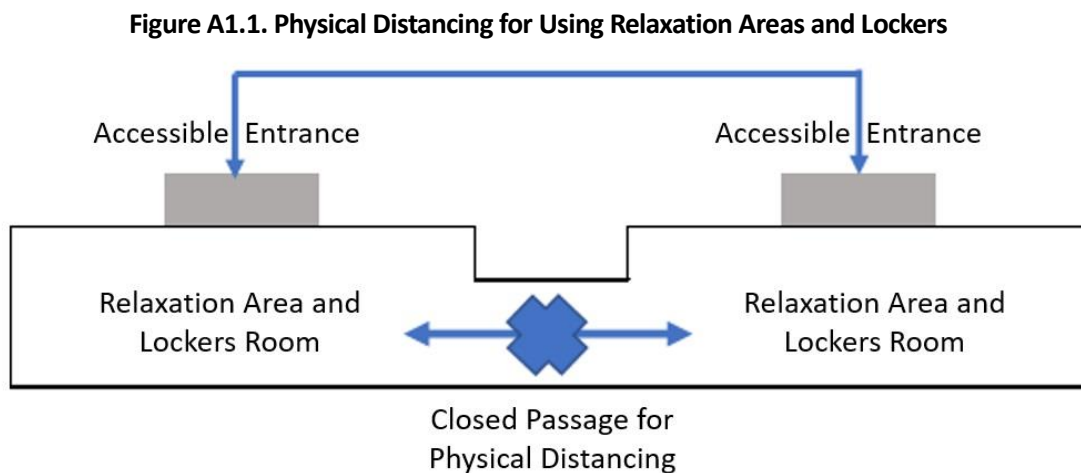 Figure A1.1. Physical Distancing for Using Relaxation Areas and Lockers
Accessible Entrance
Accessible Entrance
Relaxation Area and
Lockers Room
Relaxation Area and
Lockers Room
Closed Passage for
Physical Distancing